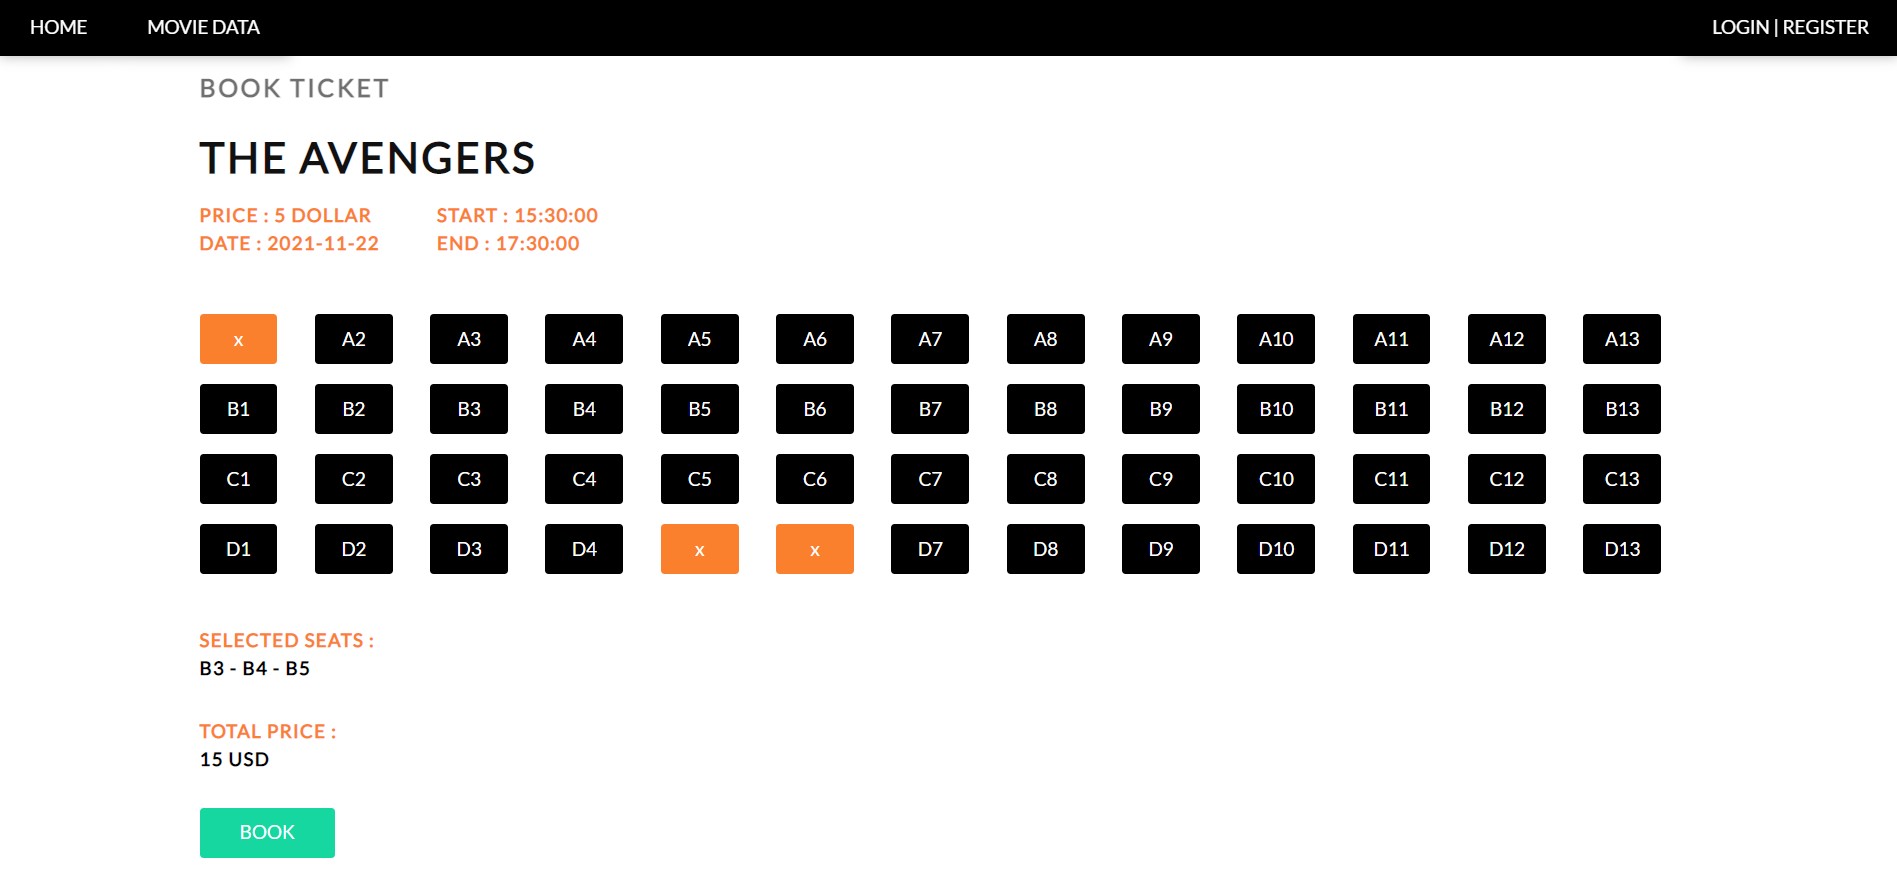 HOME MOVIE DATA LOGIN | REGISTER
BOOK TICKET
THE AVENGERS
PRICE : 5 DOLLAR START : 15:30:00
DATE : 2021-11-22 END : 17:30:00
x A2 A3 A4 A5 A6 A7 A8 A9 A10 A11 A12 A13
B1 B2 B3 B4 B5 B6 B7 B8 B9 B10 B11 B12 B13
C1 C2 C3 C4 C5 C6 C7 C8 C9 C10 C11 C12 C13
D1 D2 D3 D4 x x D7 D8 D9 D10 D11 D12 D13
SELECTED SEATS :
B3 - B4 - B5
TOTAL PRICE :
15 USD
BOOK